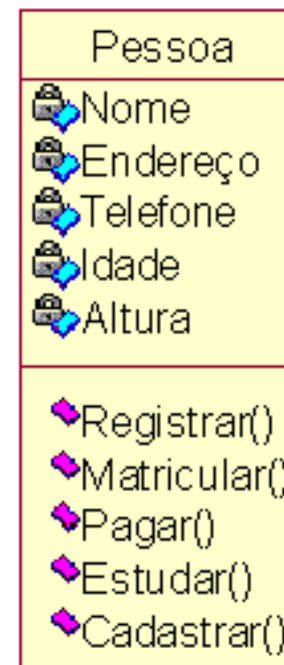 Pessoa
Nome
Endereço
Telefone
Idade
Altura
Registrar()
Matricular()
Pagar()
Estudar()
Cadastrar()